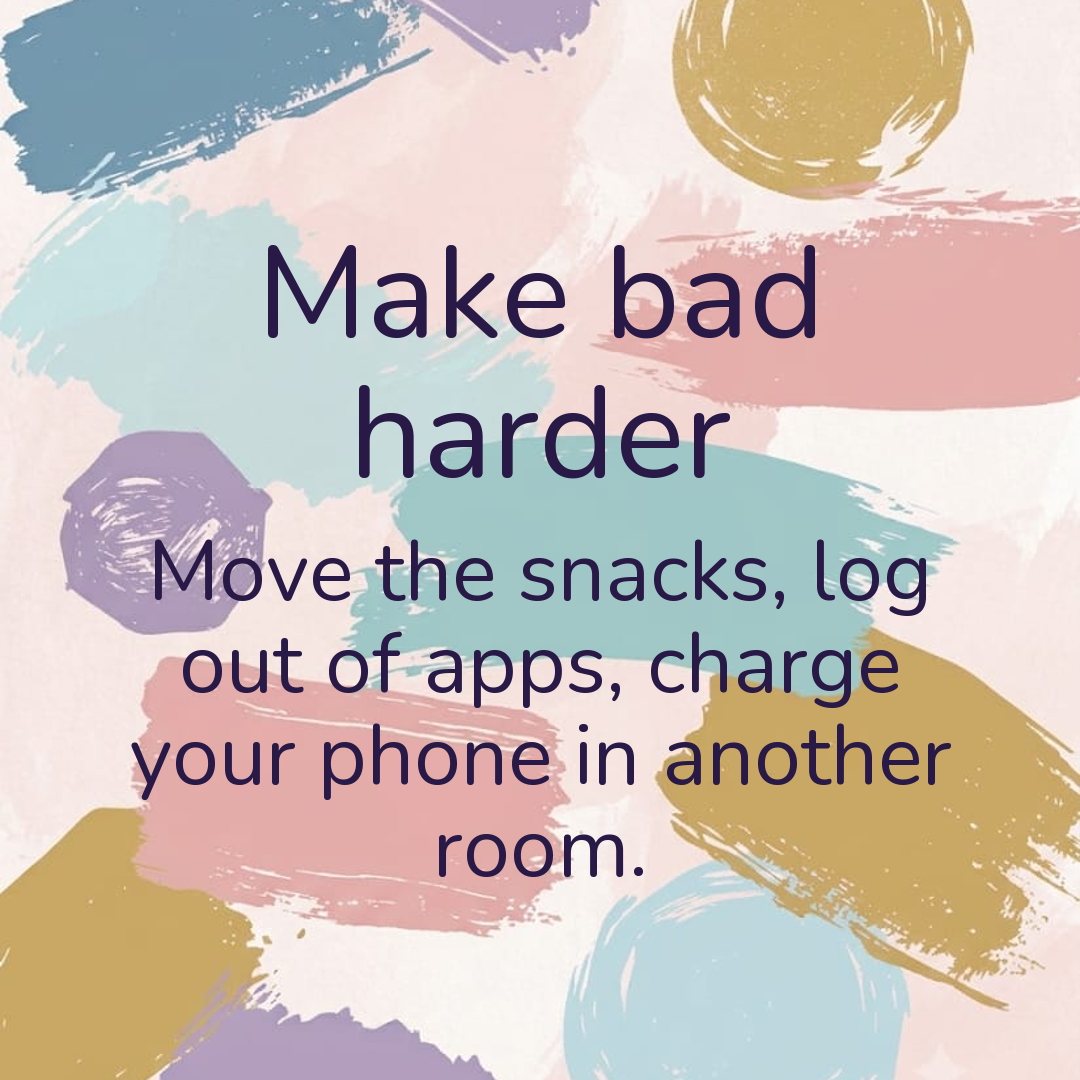 Make bad
harder
Move the snacks, log
out of apps, charge
your phone in another
room.